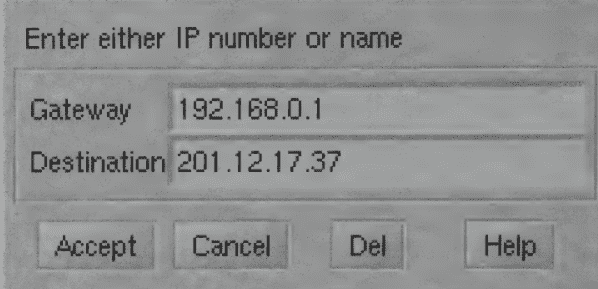 Enter either IP number or name
Gateway 192.168.0.1
Destination 201.12.17.37
Accept Cancel Del Help